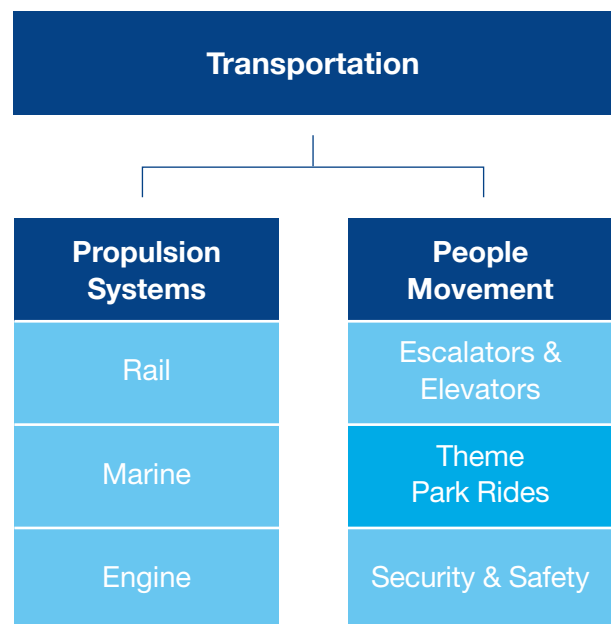 Transportation
Propulsion
Systems
Rail
Marine
Engine
People
Movement
Escalators &
Elevators
Theme
Park Rides
Security & Safety